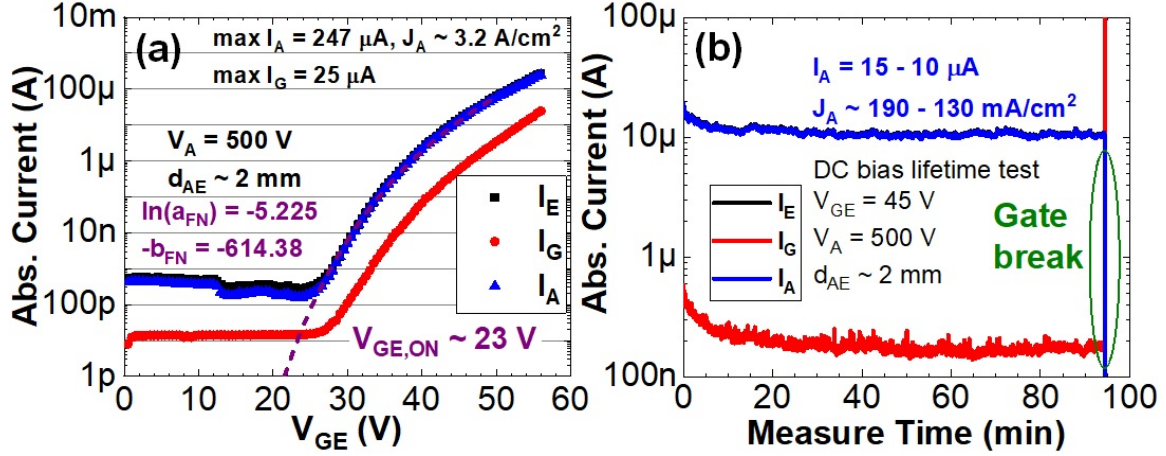 (a)
max I_A = 247 μA, J_A ~ 3.2 A/cm²
max I_G = 25 μA
V_A = 500 V
d_AE ~ 2 mm
ln(a_FN) = -5.225
-b_FN = -614.38
I_E
I_G
I_A
V_GE,ON ~ 23 V
Abs. Current (A)
10m
100μ
1μ
10n
100p
1p
0 10 20 30 40 50 60
V_GE (V)
(b)
I_A = 15 - 10 μA
J_A ~ 190 - 130 mA/cm²
DC bias lifetime test
I_E V_GE = 45 V
I_G V_A = 500 V
I_A d_AE ~ 2 mm
Gate
break
Abs. Current (A)
100μ
10μ
1μ
100n
0 20 40 60 80 100
Measure Time (min)